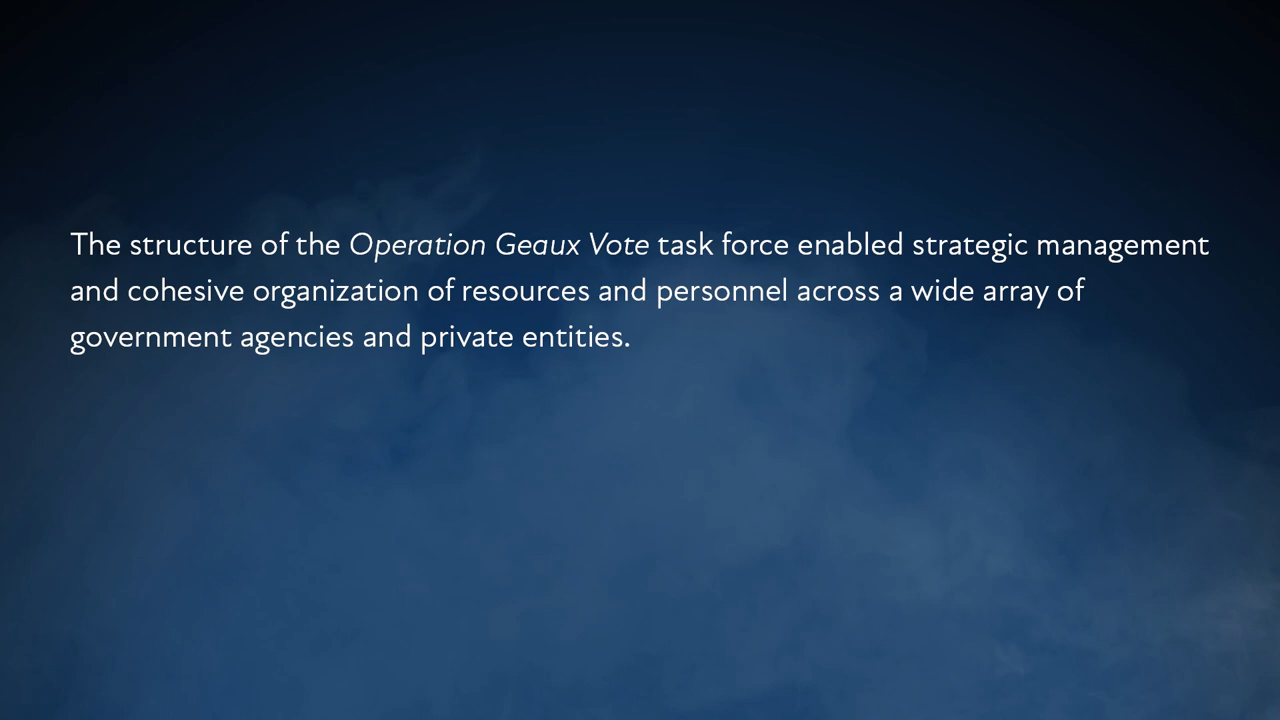 The structure of the Operation Geaux Vote task force enabled strategic management
and cohesive organization of resources and personnel across a wide array of
government agencies and private entities.